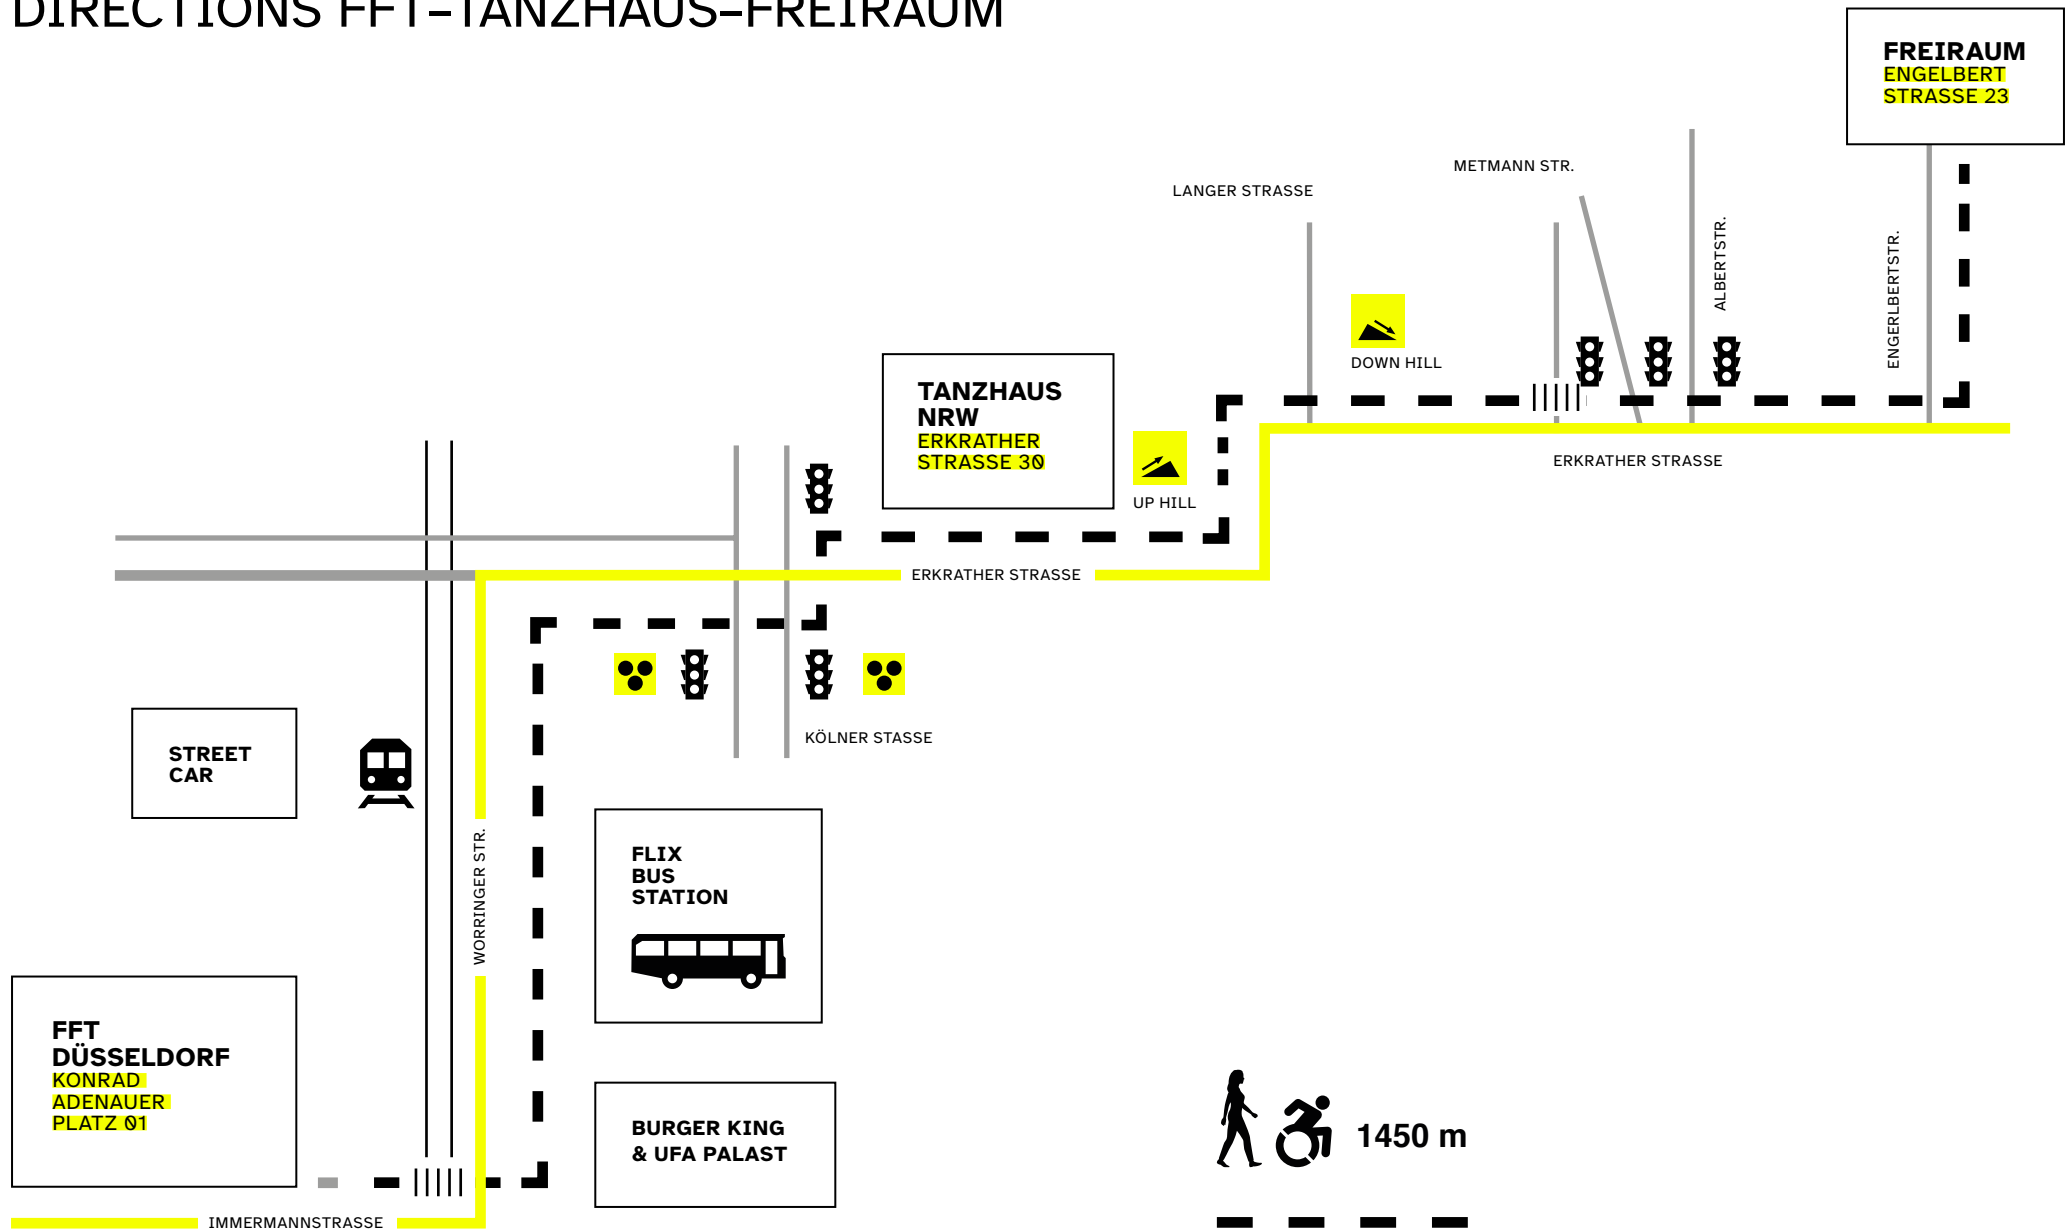 DIRECTIONS FFT–TANZHAUS–FREIRAUM
FREIRAUM
ENGELBERT
STRASSE 23
METMANN STR.
LANGER STRASSE
ALBERTSTR.
ENGERLBERTSTR.
DOWN HILL
TANZHAUS
NRW
ERKRATHER
STRASSE 30
UP HILL
ERKRATHER STRASSE
ERKRATHER STRASSE
KÖLNER STASSE
STREET
CAR
WORRINGER STR.
FLIX
BUS
STATION
FFT
DÜSSELDORF
KONRAD
ADENAUER
PLATZ 01
BURGER KING
& UFA PALAST
1450 m
IMMERMANNSTRASSE